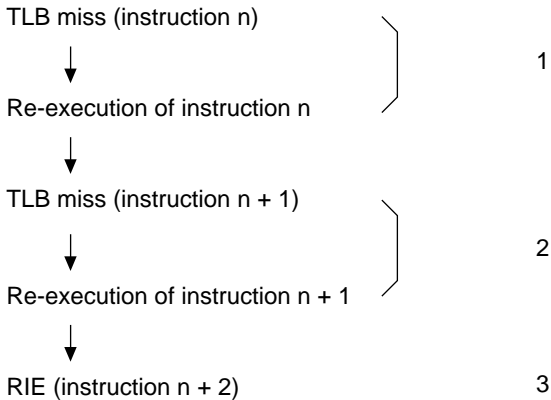 TLB miss (instruction n)
1
Re-execution of instruction n
TLB miss (instruction n + 1)
2
Re-execution of instruction n + 1
RIE (instruction n + 2)
3